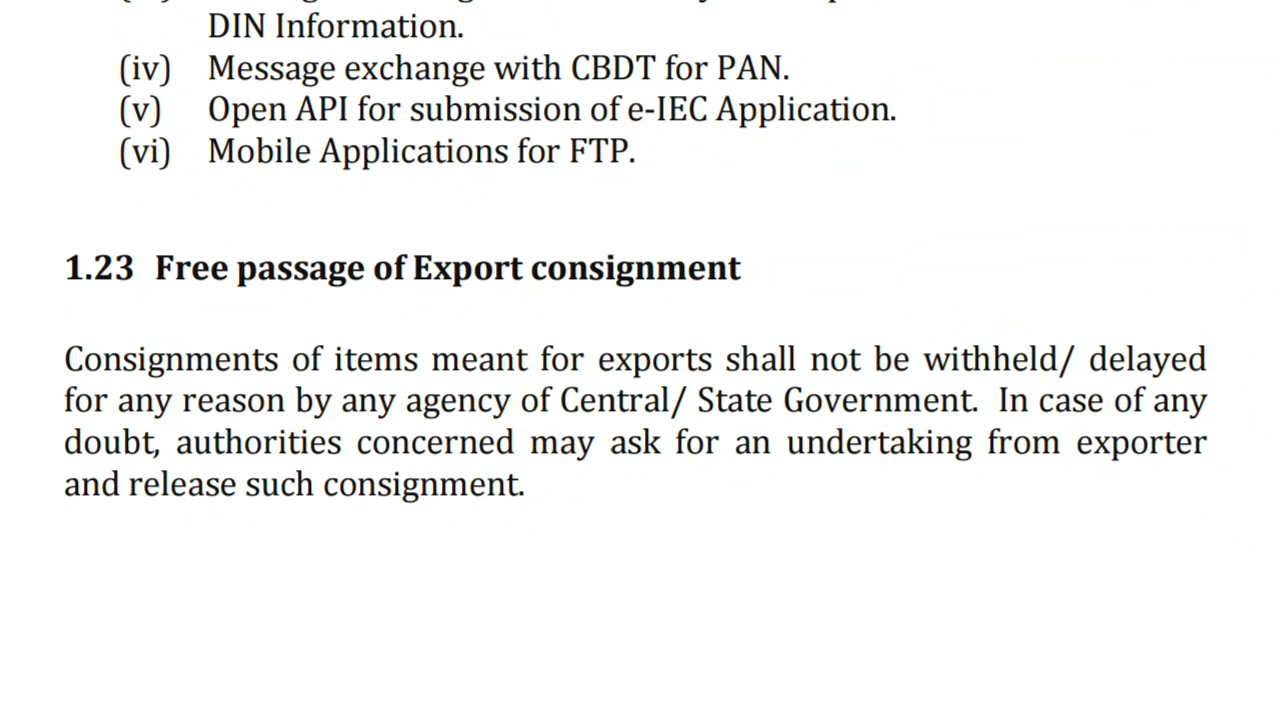 DIN Information.
(iv) Message exchange with CBDT for PAN.
(v) Open API for submission of e-IEC Application.
(vi) Mobile Applications for FTP.
1.23 Free passage of Export consignment
Consignments of items meant for exports shall not be withheld/ delayed
for any reason by any agency of Central/ State Government. In case of any
doubt, authorities concerned may ask for an undertaking from exporter
and release such consignment.